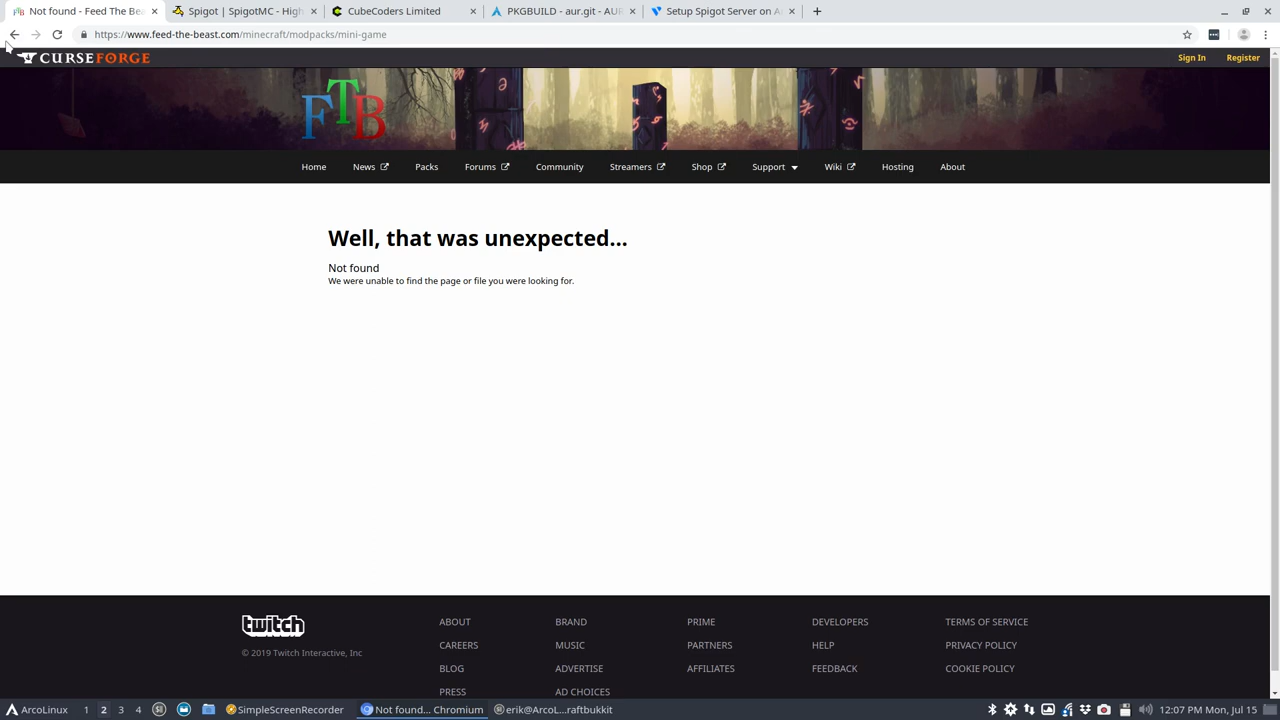 Not found - Feed The Bea
Spigot | SpigotMC - High
CubeCoders Limited
PKGBUILD - aur.git - AUR
Setup Spigot Server on A
https://www.feed-the-beast.com/minecraft/modpacks/mini-game
CURSEFORGE
Sign In
Register
FTB
Home
News
Packs
Forums
Community
Streamers
Shop
Support
Wiki
Hosting
About
Well, that was unexpected...
Not found
We were unable to find the page or file you were looking for.
twitch
© 2019 Twitch Interactive, Inc
ABOUT
BRAND
PRIME
DEVELOPERS
TERMS OF SERVICE
CAREERS
MUSIC
PARTNERS
HELP
PRIVACY POLICY
BLOG
ADVERTISE
AFFILIATES
FEEDBACK
COOKIE POLICY
PRESS
AD CHOICES
ArcoLinux
1
2
3
4
SimpleScreenRecorder
Not found... Chromium
erik@ArcoL...raftbukkit
12:07 PM Mon, Jul 15